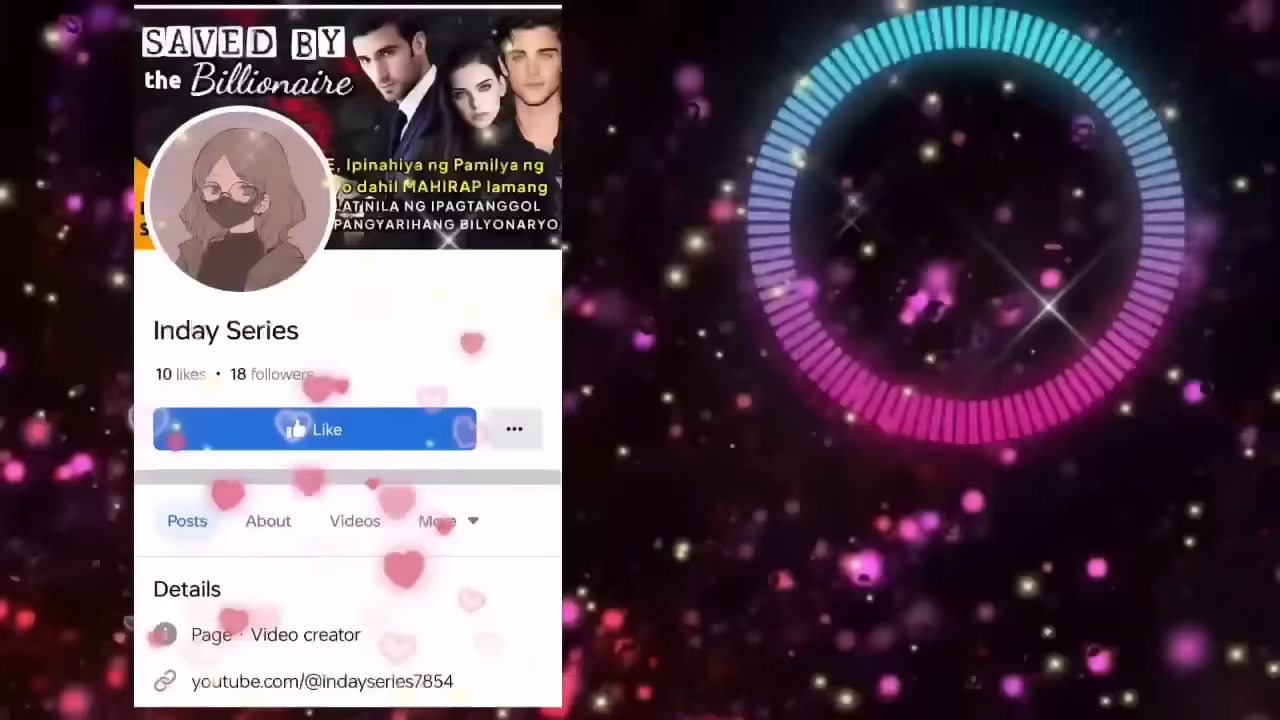 SAVED BY
the Billionaire
E, Ipinahiya ng Pamilya ng
o dahil MAHIRAP lamang
NILA NG IPAGTANGGOL
PANGYARIHANG BILYONARYO
Inday Series
10 likes • 18 followers
Like
Posts About Videos More
Details
Page · Video creator
youtube.com/@indayseries7854